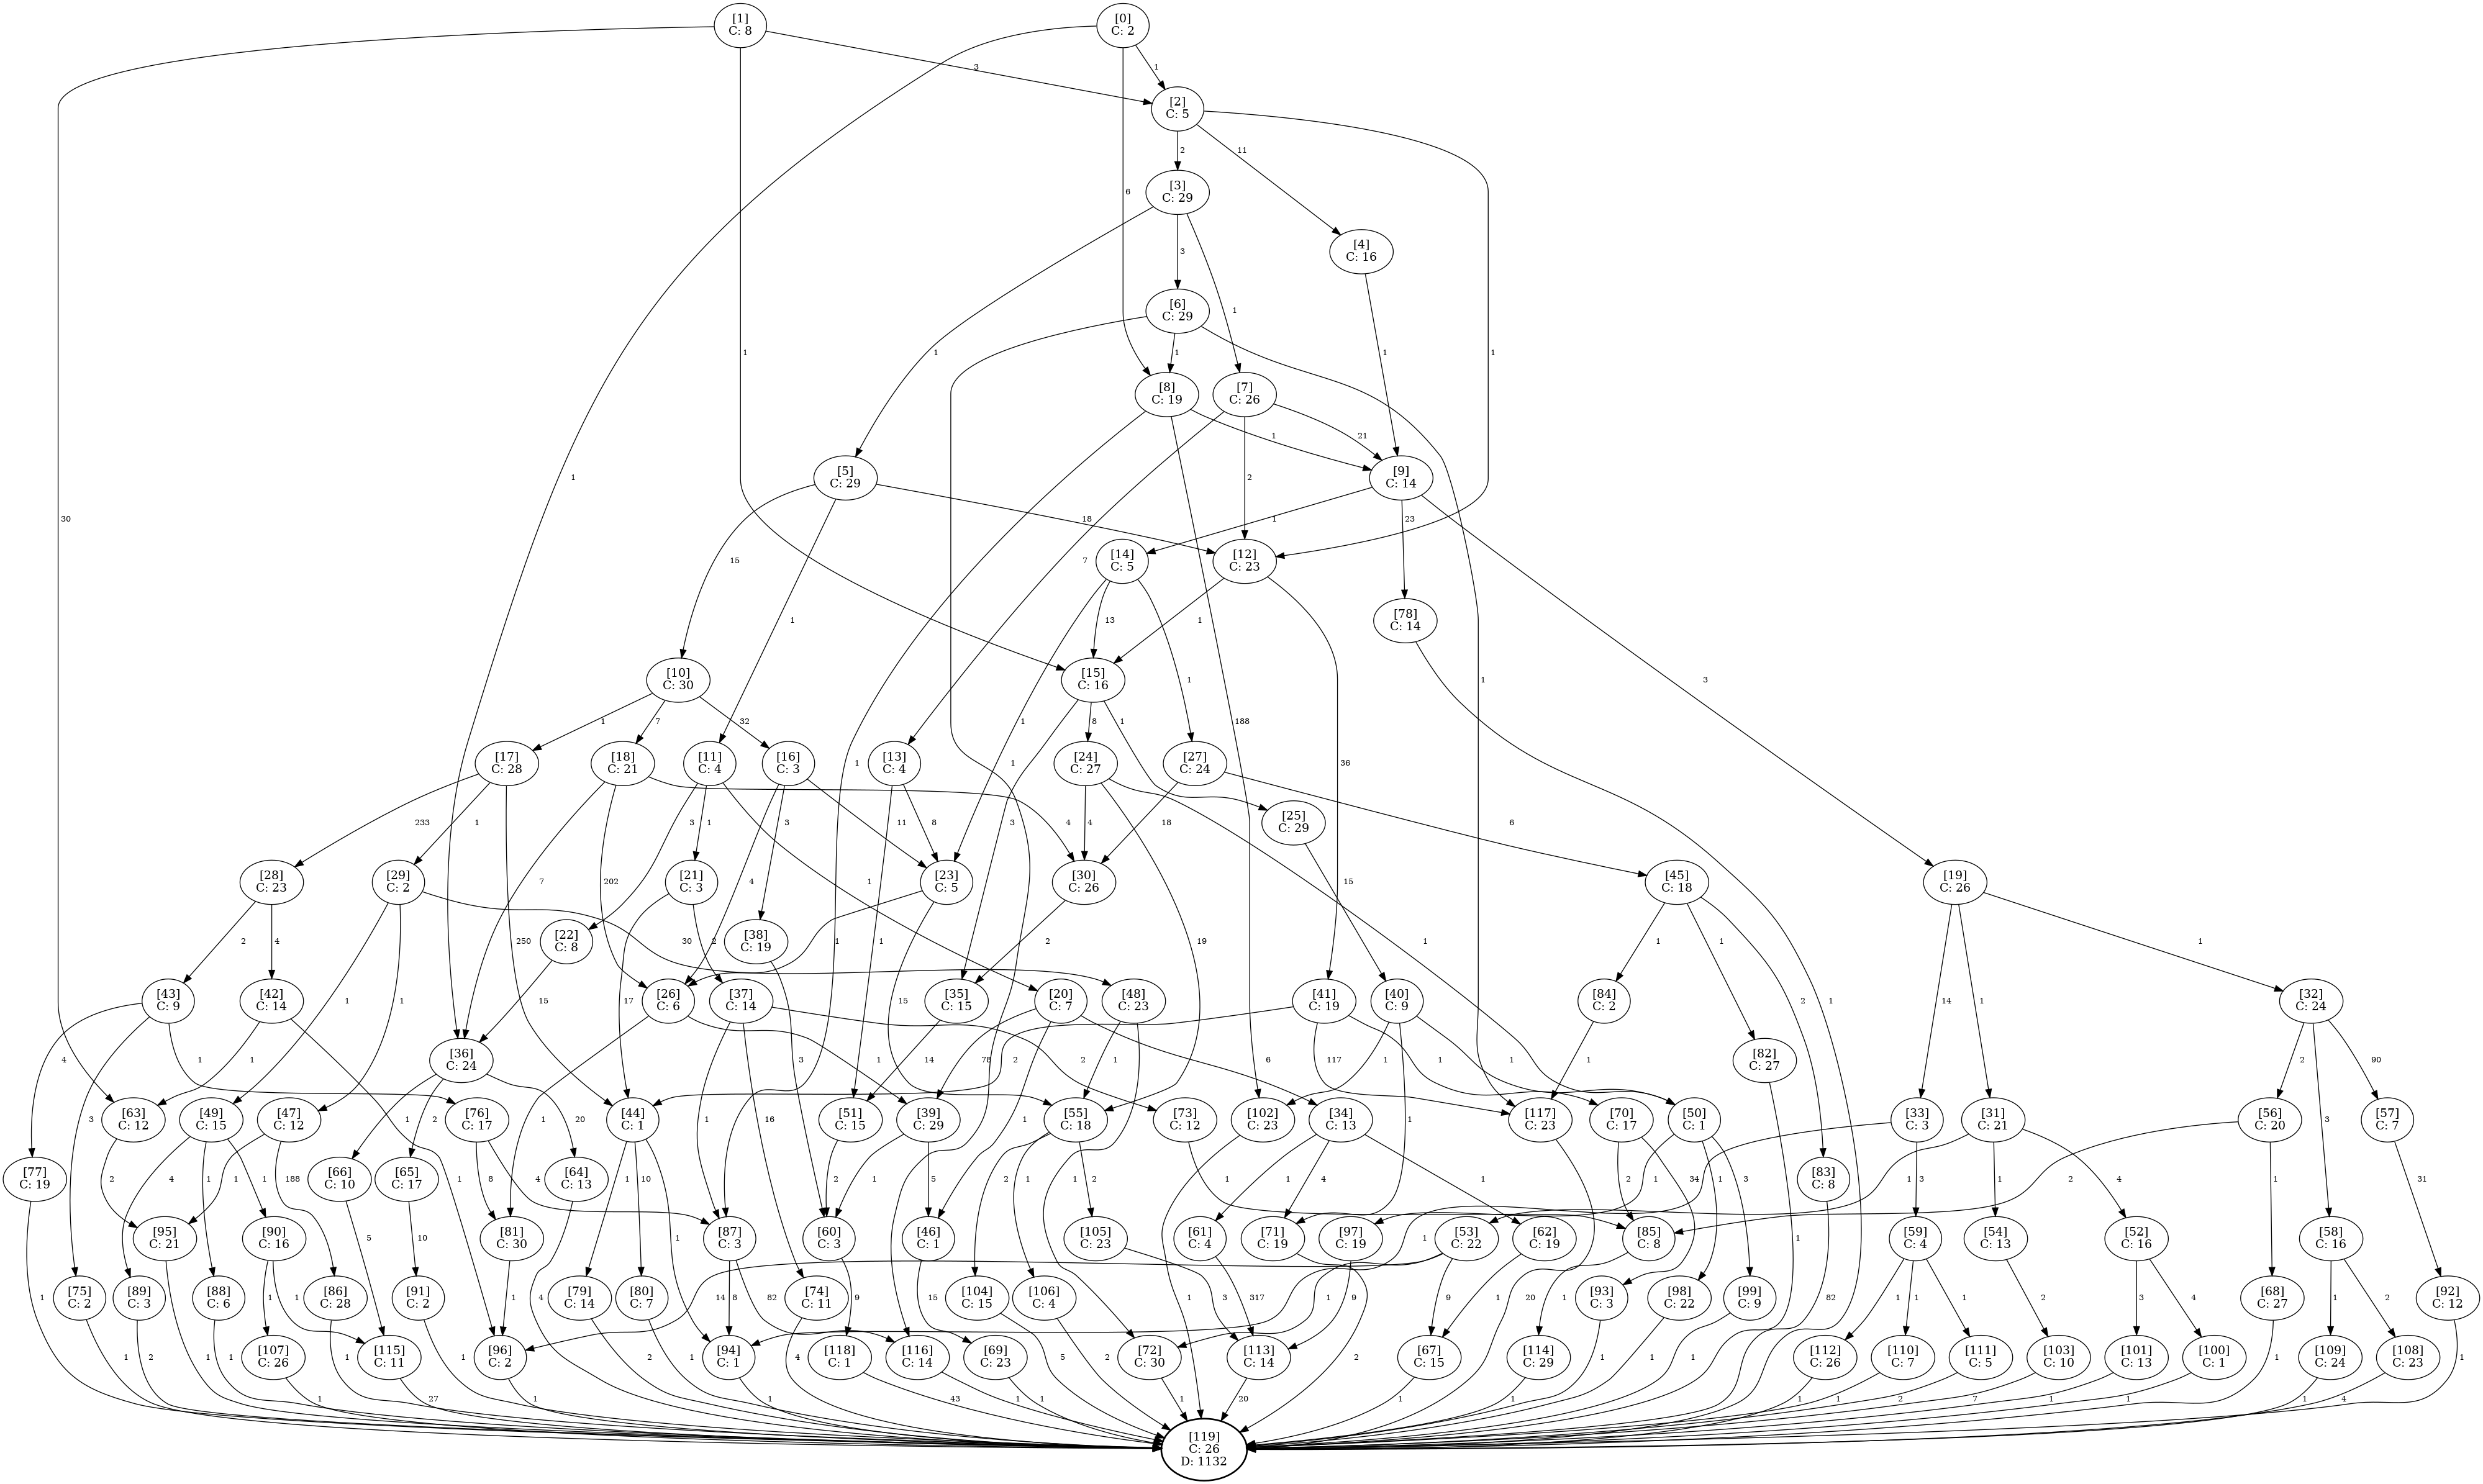 [1]
C: 8
[0]
C: 2
3
1
[2]
C: 5
6
2
11
[3]
C: 29
30
1
1
1
[4]
C: 16
1
3
1
[6]
C: 29
1
1
[8]
C: 19
[7]
C: 26
1
21
2
[5]
C: 29
[9]
C: 14
15
18
7
1
23
[14]
C: 5
[12]
C: 23
1
188
1
3
[78]
C: 14
13
1
1
1
1
36
[10]
C: 30
[15]
C: 16
1
7
32
8
1
3
1
[17]
C: 28
[18]
C: 21
[11]
C: 4
[16]
C: 3
[13]
C: 4
[24]
C: 27
[27]
C: 24
[25]
C: 29
233
1
3
1
3
11
8
4
4
18
6
250
7
202
4
1
1
1
15
19
1
[28]
C: 23
[29]
C: 2
[21]
C: 3
[23]
C: 5
[30]
C: 26
[45]
C: 18
[19]
C: 26
2
4
30
2
2
1
1
2
14
1
1
[22]
C: 8
[38]
C: 19
[43]
C: 9
[42]
C: 14
1
1
15
17
[26]
C: 6
[37]
C: 14
15
[35]
C: 15
[20]
C: 7
[48]
C: 23
[41]
C: 19
[40]
C: 9
[84]
C: 2
[32]
C: 24
[36]
C: 24
[82]
C: 27
4
3
1
1
1
1
2
20
1
1
1
16
2
3
14
78
1
6
1
2
117
1
1
1
1
1
2
3
90
[63]
C: 12
[49]
C: 15
[47]
C: 12
[76]
C: 17
[44]
C: 1
[51]
C: 15
[39]
C: 29
[55]
C: 18
[73]
C: 12
[102]
C: 23
[34]
C: 13
[117]
C: 23
[70]
C: 17
[50]
C: 1
[33]
C: 3
[31]
C: 21
[56]
C: 20
[57]
C: 7
[77]
C: 19
[66]
C: 10
[65]
C: 17
[64]
C: 13
[83]
C: 8
2
4
1
1
1
188
8
4
1
10
1
2
1
5
2
1
2
1
1
1
4
1
2
34
1
1
3
1
3
1
1
4
2
1
31
[95]
C: 21
[90]
C: 16
[81]
C: 30
[87]
C: 3
[60]
C: 3
[46]
C: 1
[105]
C: 23
[61]
C: 4
[71]
C: 19
[97]
C: 19
[53]
C: 22
[62]
C: 19
[85]
C: 8
[59]
C: 4
[54]
C: 13
[52]
C: 16
[58]
C: 16
1
1
5
10
1
14
8
82
9
15
3
317
1
9
9
1
20
1
1
1
1
2
3
4
1
2
1
1
82
[75]
C: 2
[89]
C: 3
[88]
C: 6
[86]
C: 28
[91]
C: 2
[79]
C: 14
[80]
C: 7
[74]
C: 11
[104]
C: 15
[106]
C: 4
[93]
C: 3
[98]
C: 22
[99]
C: 9
[68]
C: 27
[92]
C: 12
[107]
C: 26
[115]
C: 11
[96]
C: 2
[94]
C: 1
[118]
C: 1
[116]
C: 14
[69]
C: 23
[72]
C: 30
[113]
C: 14
[67]
C: 15
[114]
C: 29
[112]
C: 26
[110]
C: 7
[111]
C: 5
[103]
C: 10
[101]
C: 13
[100]
C: 1
[109]
C: 24
[108]
C: 23
1
1
2
1
1
1
1
27
1
1
4
2
1
4
1
43
1
1
5
2
1
20
2
1
1
1
1
1
1
1
2
7
1
1
1
1
4
1
[119]
C: 26
D: 1132